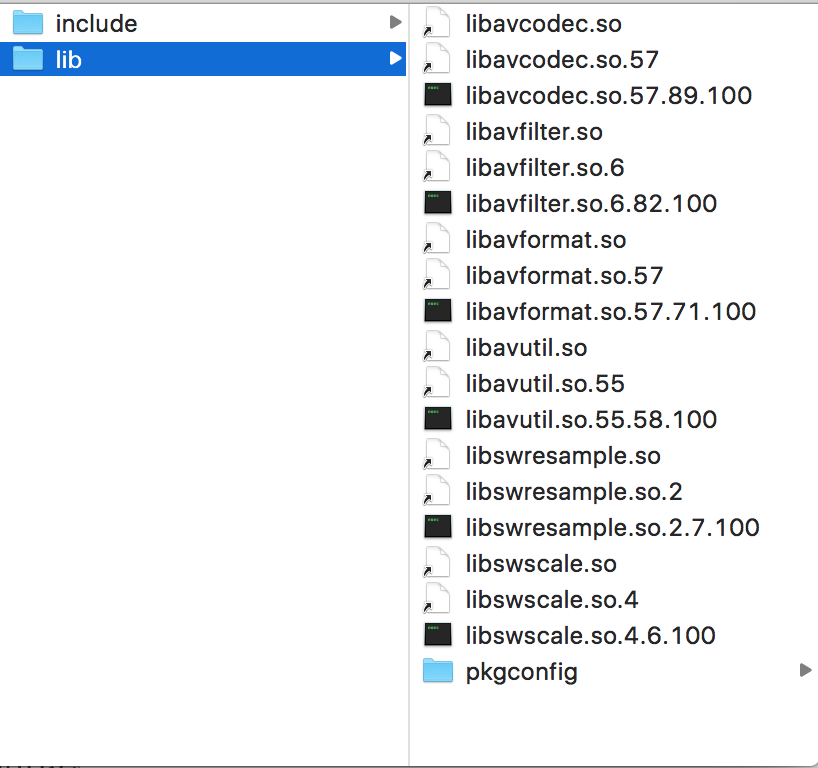 include
lib
libavcodec.so
libavcodec.so.57
libavcodec.so.57.89.100
libavfilter.so
libavfilter.so.6
libavfilter.so.6.82.100
libavformat.so
libavformat.so.57
libavformat.so.57.71.100
libavutil.so
libavutil.so.55
libavutil.so.55.58.100
libswresample.so
libswresample.so.2
libswresample.so.2.7.100
libswscale.so
libswscale.so.4
libswscale.so.4.6.100
pkgconfig